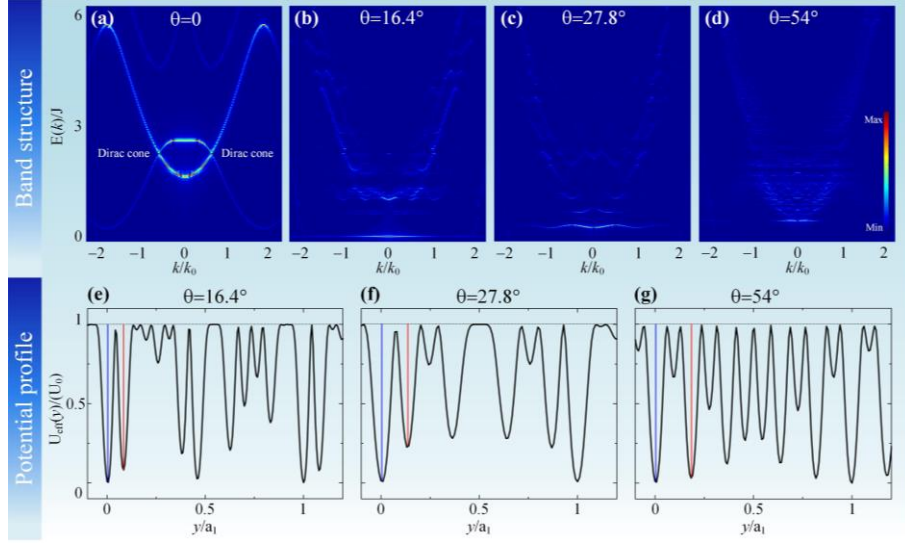 Band structure
(a) θ=0
(b) θ=16.4°
(c) θ=27.8°
(d) θ=54°
E(k)/J
6
3
0
Dirac cone
Dirac cone
Max
Min
−2 −1 0 1 2
−2 −1 0 1 2
−2 −1 0 1 2
−2 −1 0 1 2
k/k₀
k/k₀
k/k₀
k/k₀
Potential profile
(e) θ=16.4°
(f) θ=27.8°
(g) θ=54°
U_eff(y)/(U₀)
1
0.5
0
0 0.5 1
0 0.5 1
0 0.5 1
y/a₁
y/a₁
y/a₁